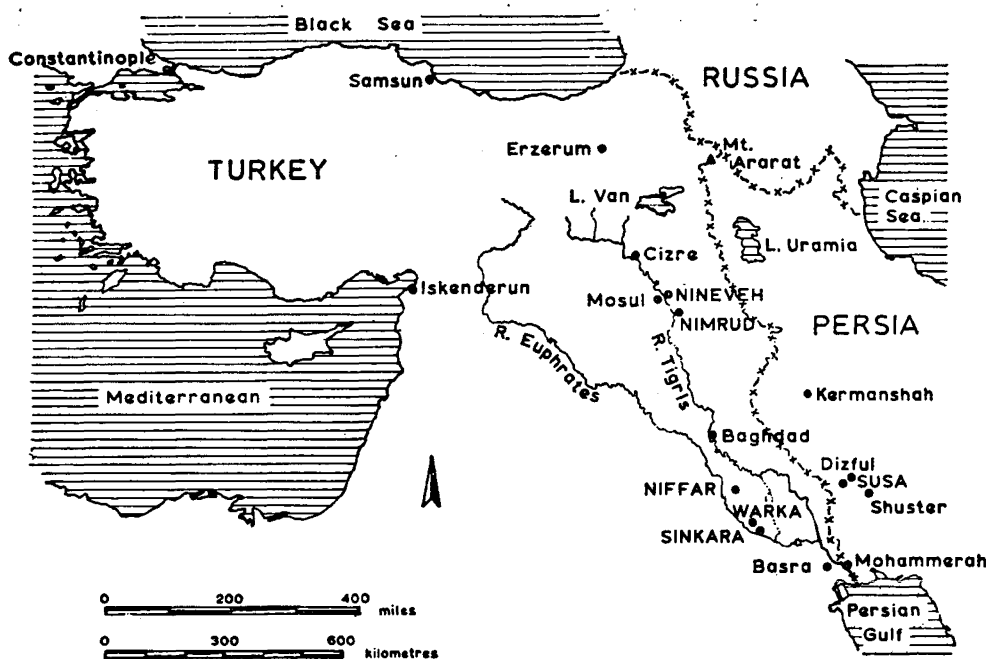 Black Sea
Constantinople
Samsun
RUSSIA
Erzerum
Mt.
Ararat
TURKEY
L. Van
Caspian
Sea.
L. Uramia
Cizre
Iskenderun
Mosul
NINEVEH
NIMRUD
PERSIA
R. Euphrates
R. Tigris
Mediterranean
Kermanshah
Baghdad
Dizful
SUSA
NIFFAR
Shuster
WARKA
SINKARA
Basra
Mohammerah
Persian
Gulf
0 200 400
miles
0 300 600
kilometres